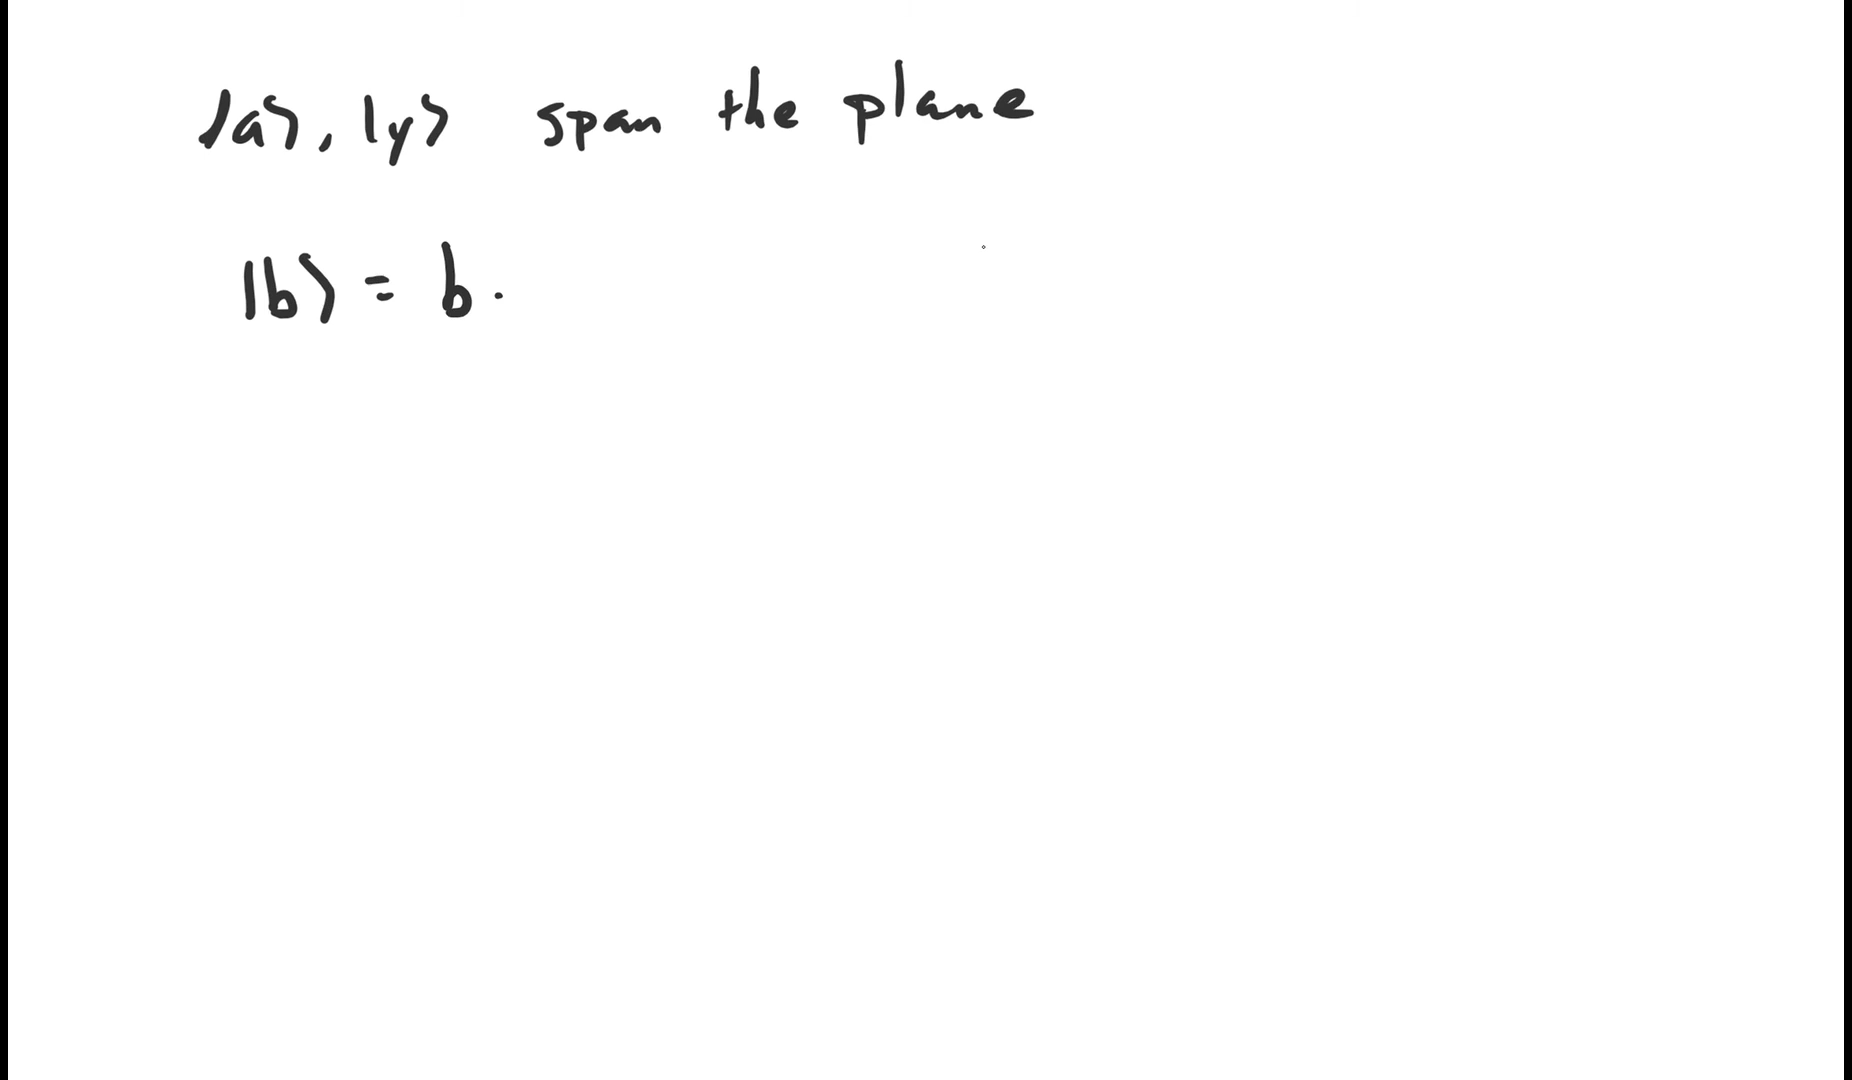 |a⟩, |y⟩ span the plane
|b⟩ = b.